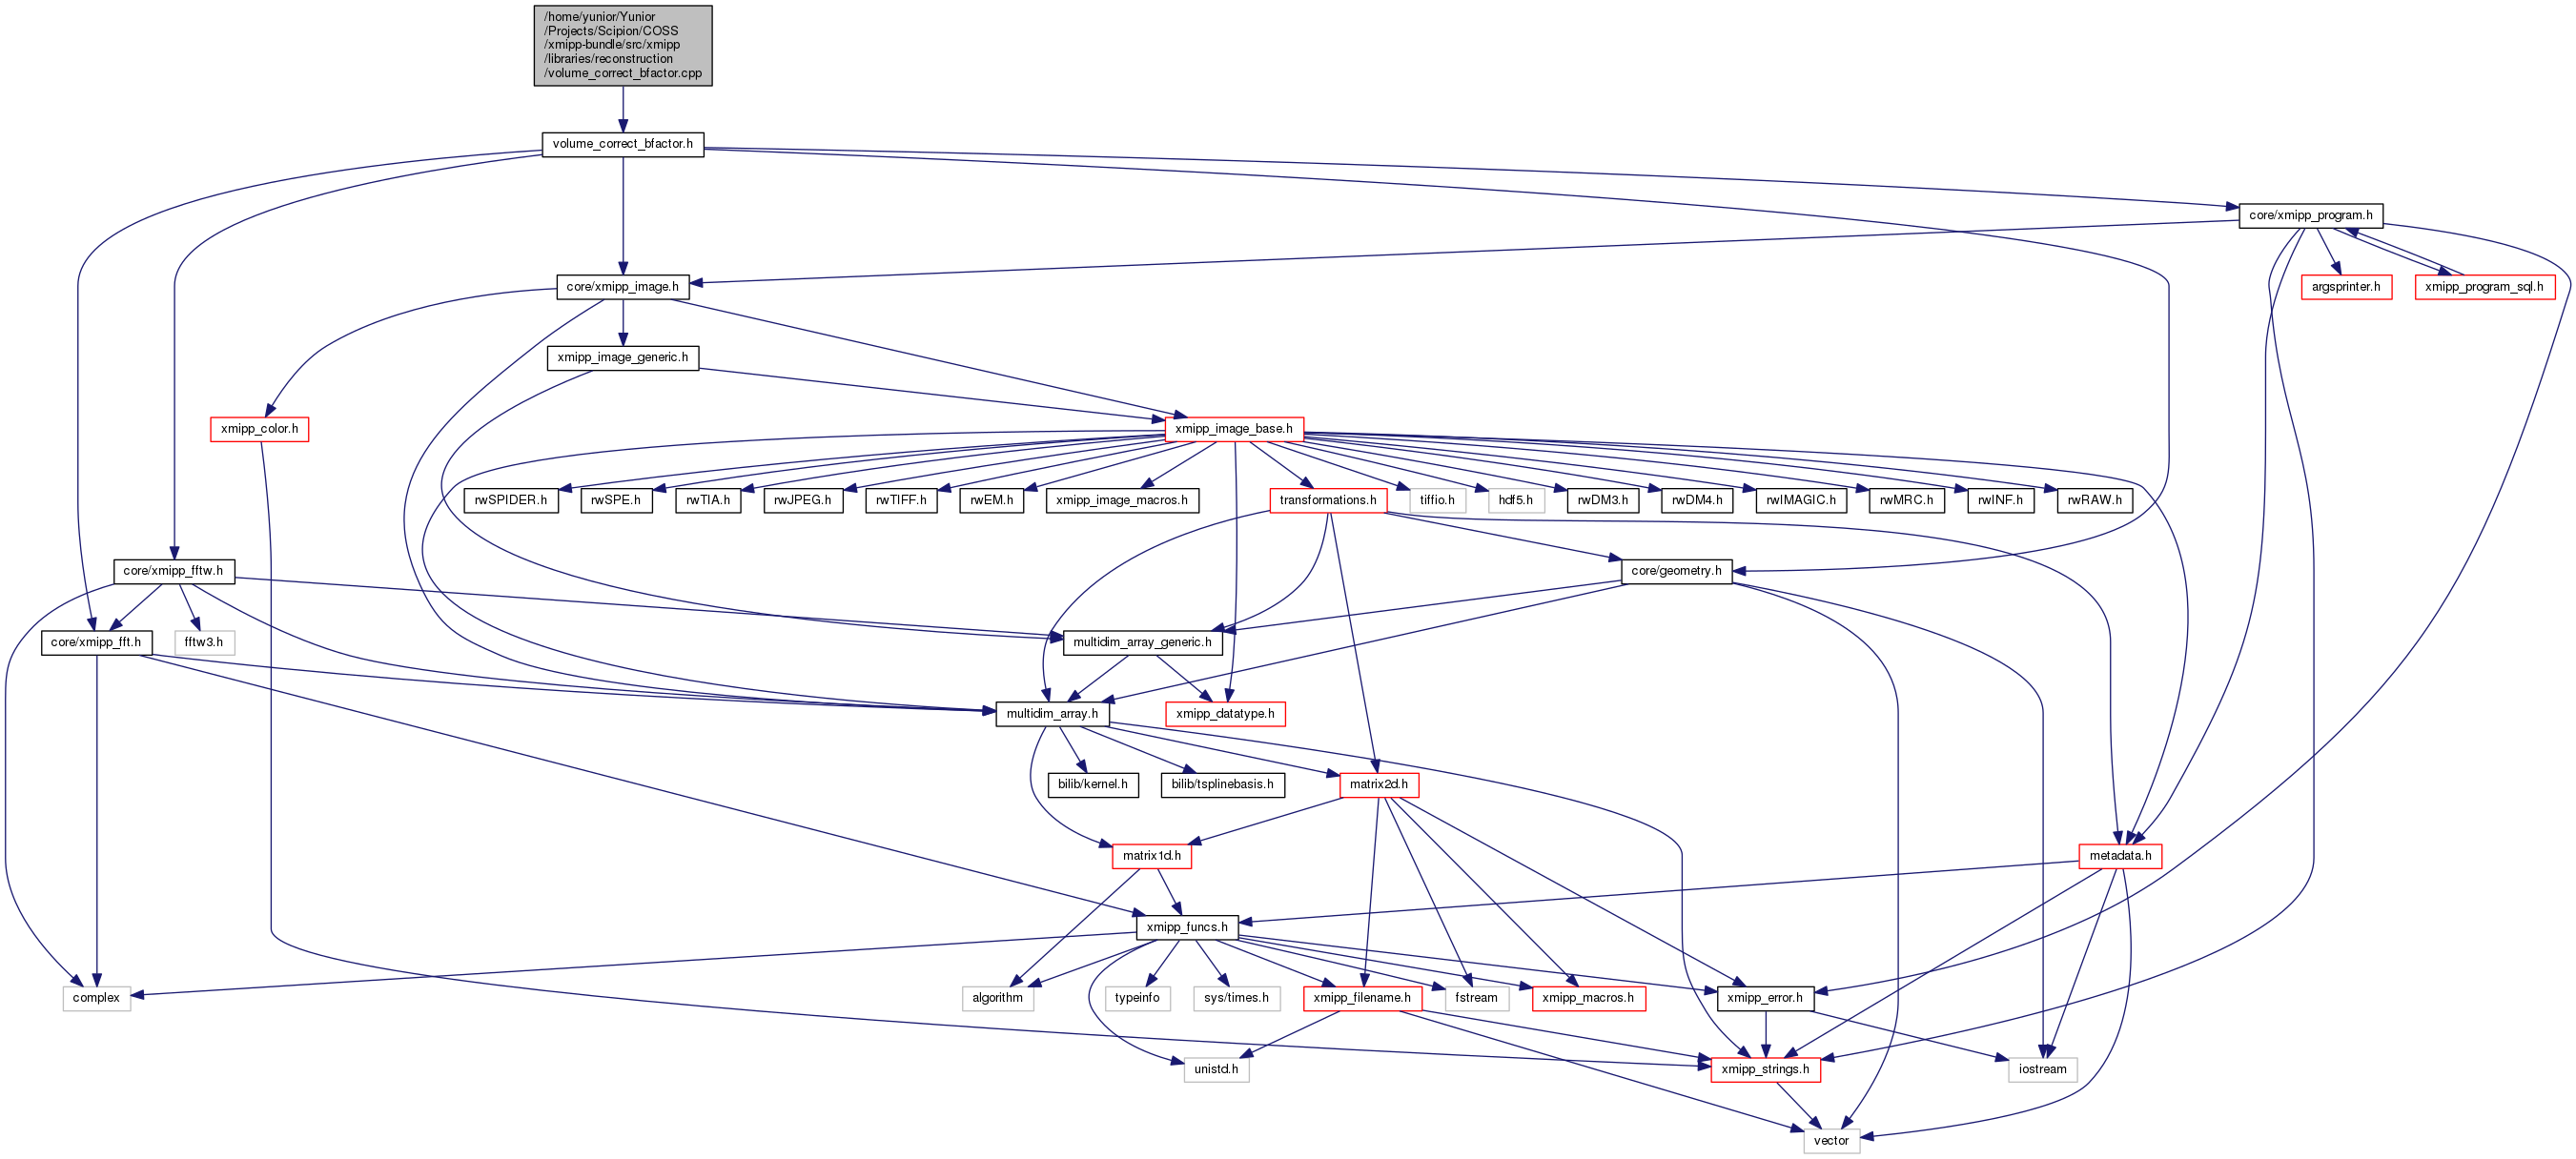 /home/yunior/Yunior
/Projects/Scipion/COSS
/xmipp-bundle/src/xmipp
/libraries/reconstruction
/volume_correct_bfactor.cpp
volume_correct_bfactor.h
core/xmipp_program.h
core/xmipp_image.h
argsprinter.h
xmipp_program_sql.h
xmipp_image_generic.h
xmipp_color.h
xmipp_image_base.h
rwSPIDER.h
rwSPE.h
rwTIA.h
rwJPEG.h
rwTIFF.h
rwEM.h
xmipp_image_macros.h
transformations.h
tiffio.h
hdf5.h
rwDM3.h
rwDM4.h
rwIMAGIC.h
rwMRC.h
rwINF.h
rwRAW.h
core/xmipp_fftw.h
core/geometry.h
core/xmipp_fft.h
fftw3.h
multidim_array_generic.h
multidim_array.h
xmipp_datatype.h
bilib/kernel.h
bilib/tsplinebasis.h
matrix2d.h
matrix1d.h
metadata.h
xmipp_funcs.h
complex
algorithm
typeinfo
sys/times.h
xmipp_filename.h
fstream
xmipp_macros.h
xmipp_error.h
unistd.h
xmipp_strings.h
iostream
vector